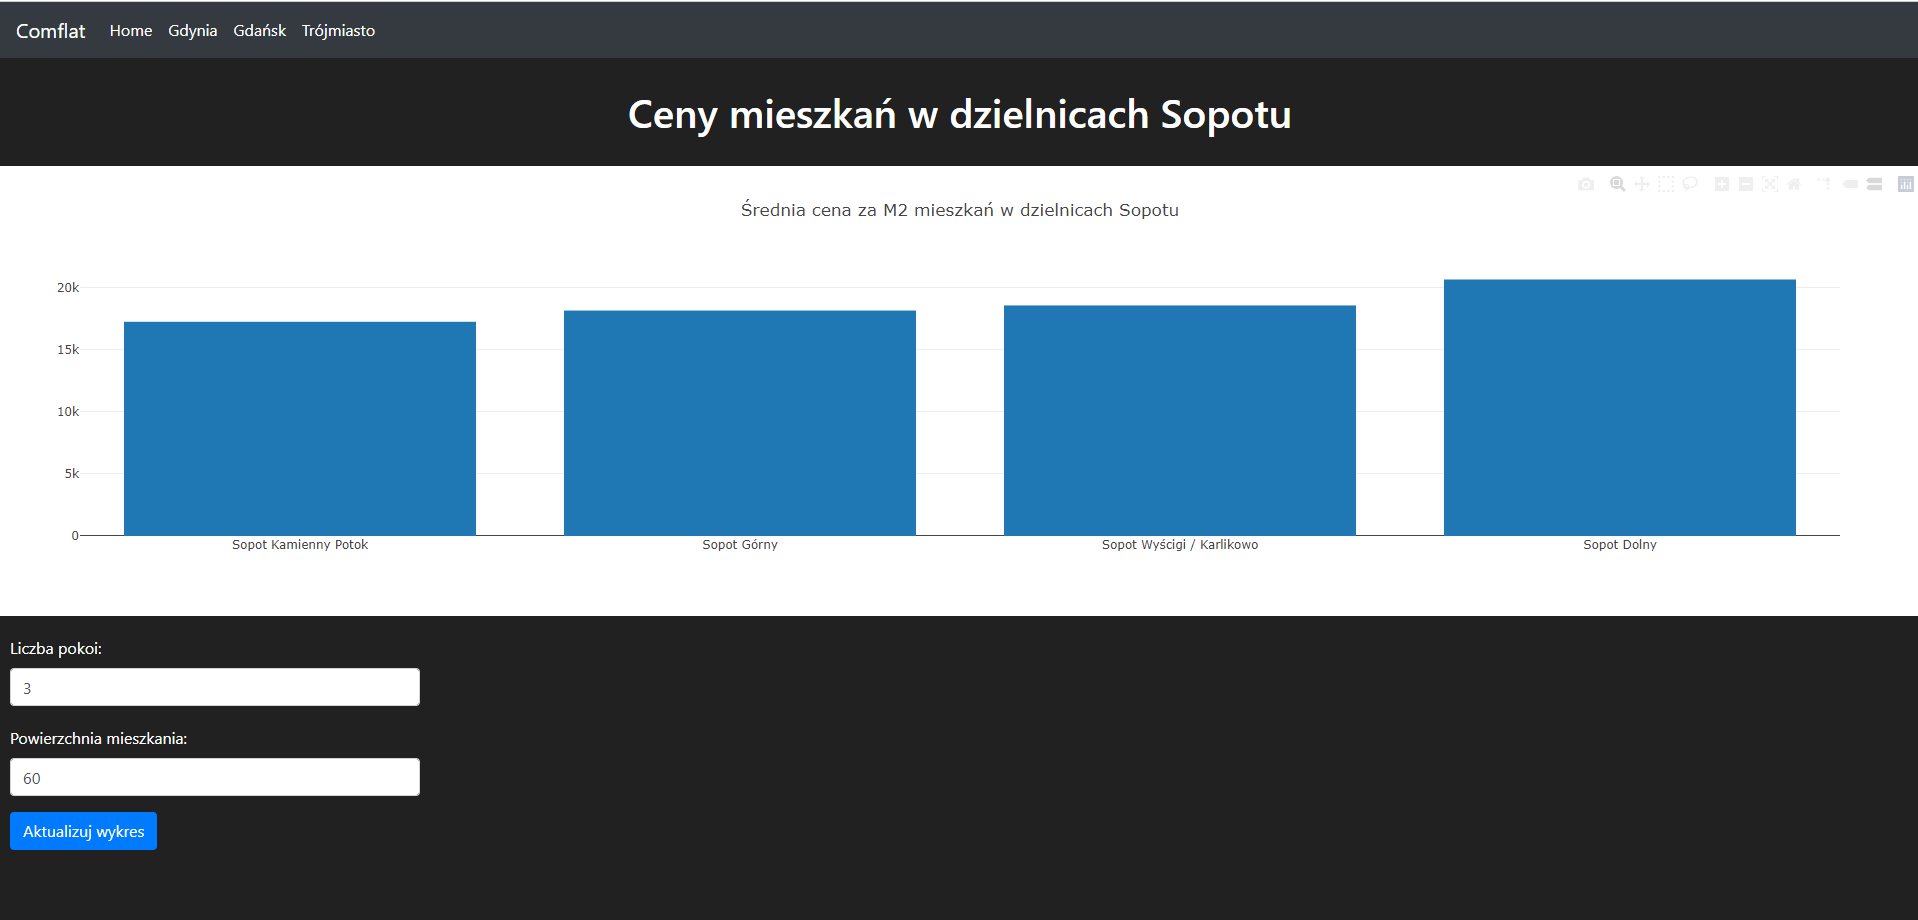 Comflat Home Gdynia Gdańsk Trójmiasto
Ceny mieszkań w dzielnicach Sopotu
Średnia cena za M2 mieszkań w dzielnicach Sopotu
20k
15k
10k
5k
0
Sopot Kamienny Potok Sopot Górny Sopot Wyścigi / Karlikowo Sopot Dolny
Liczba pokoi:
3
Powierzchnia mieszkania:
60
Aktualizuj wykres